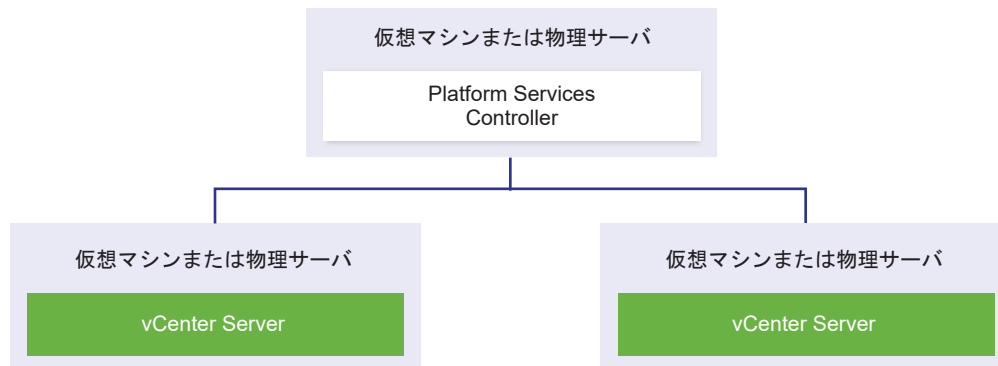 仮想マシンまたは物理サーバ
Platform Services
Controller
仮想マシンまたは物理サーバ
vCenter Server
仮想マシンまたは物理サーバ
vCenter Server